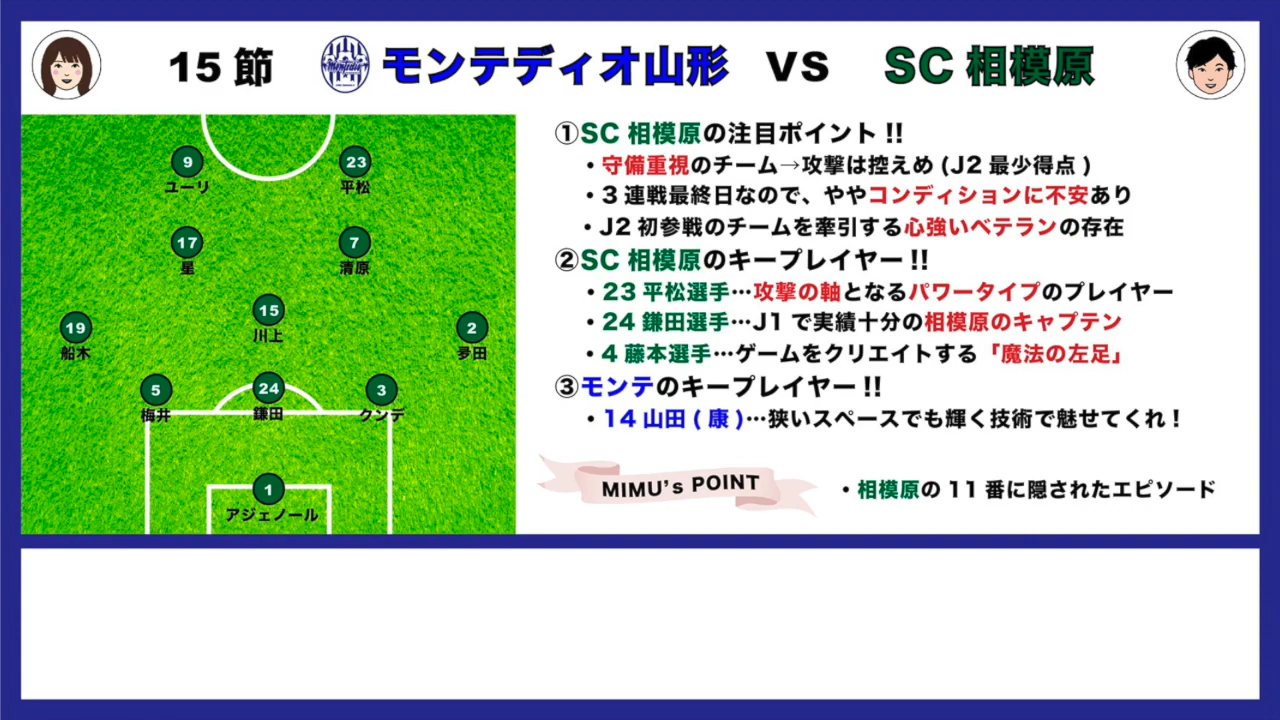 15節 モンテディオ山形 VS SC相模原
9
ユーリ
23
平松
17
星
7
清原
15
川上
19
船木
2
夛田
5
梅井
24
鎌田
3
クンデ
1
アジェノール
①SC相模原の注目ポイント!!
・守備重視のチーム→攻撃は控えめ(J2最少得点)
・3連戦最終日なので、ややコンディションに不安あり
・J2初参戦のチームを牽引する心強いベテランの存在
②SC相模原のキープレイヤー!!
・23平松選手…攻撃の軸となるパワータイプのプレイヤー
・24鎌田選手…J1で実績十分の相模原のキャプテン
・4藤本選手…ゲームをクリエイトする「魔法の左足」
③モンテのキープレイヤー!!
・14山田(康)…狭いスペースでも輝く技術で魅せてくれ!
MIMU's POINT
・相模原の11番に隠されたエピソード